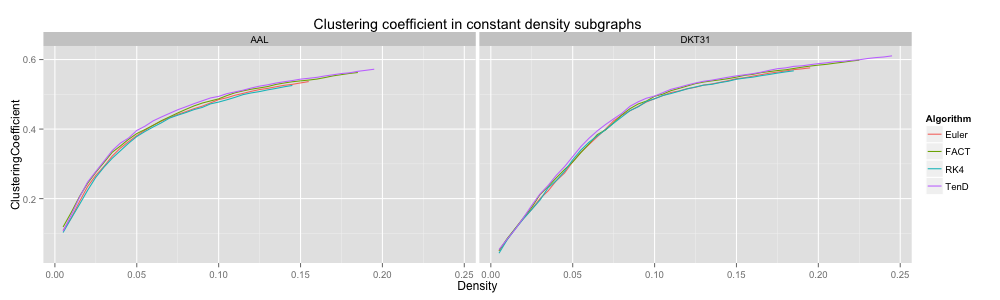 Clustering coefficient in constant density subgraphs
AAL
DKT31
ClusteringCoefficient
0.6
0.4
0.2
0.00
0.05
0.10
0.15
0.20
0.25
0.00
0.05
0.10
0.15
0.20
0.25
Density
Algorithm
Euler
FACT
RK4
TenD